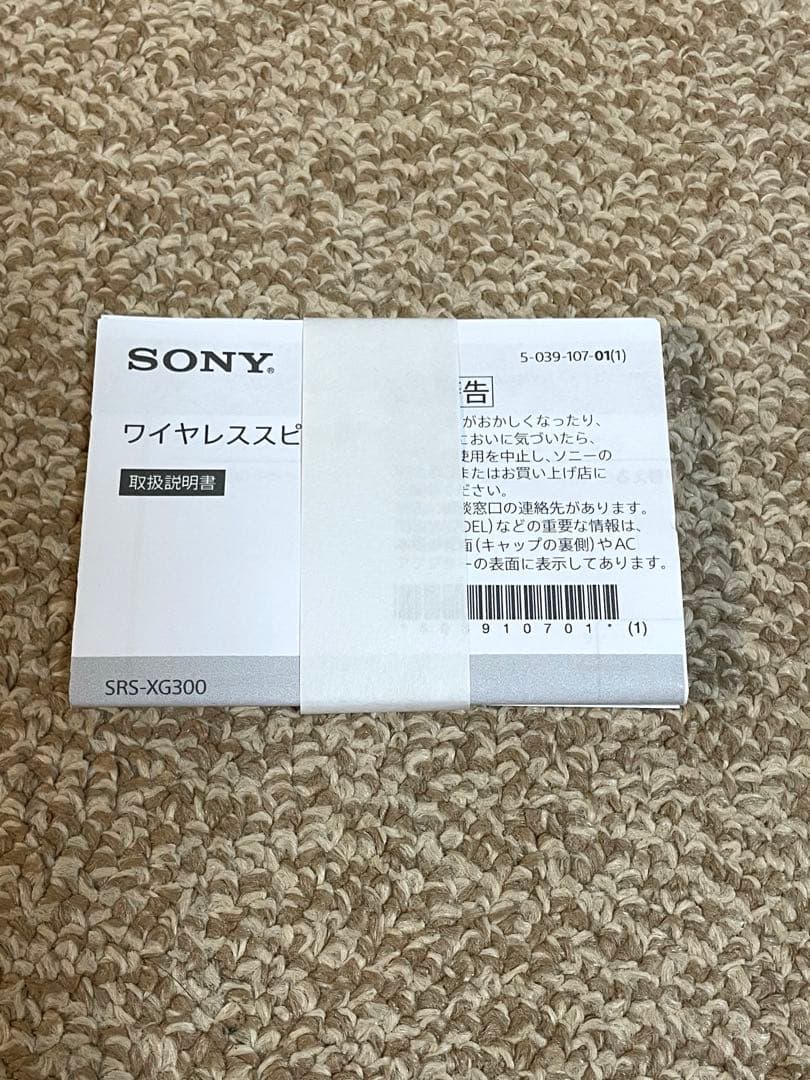 SONY®
5-039-107-01(1)
告
ワイヤレススピ
取扱説明書
がおかしくなったり、
においに気づいたら、
使用を中止し、ソニーの
またはお買い上げ店に
ださい。
談窓口の連絡先があります。
DEL)などの重要な情報は、
面(キャップの裏側)やAC
ーの表面に表示してあります。
910701* (1)
SRS-XG300